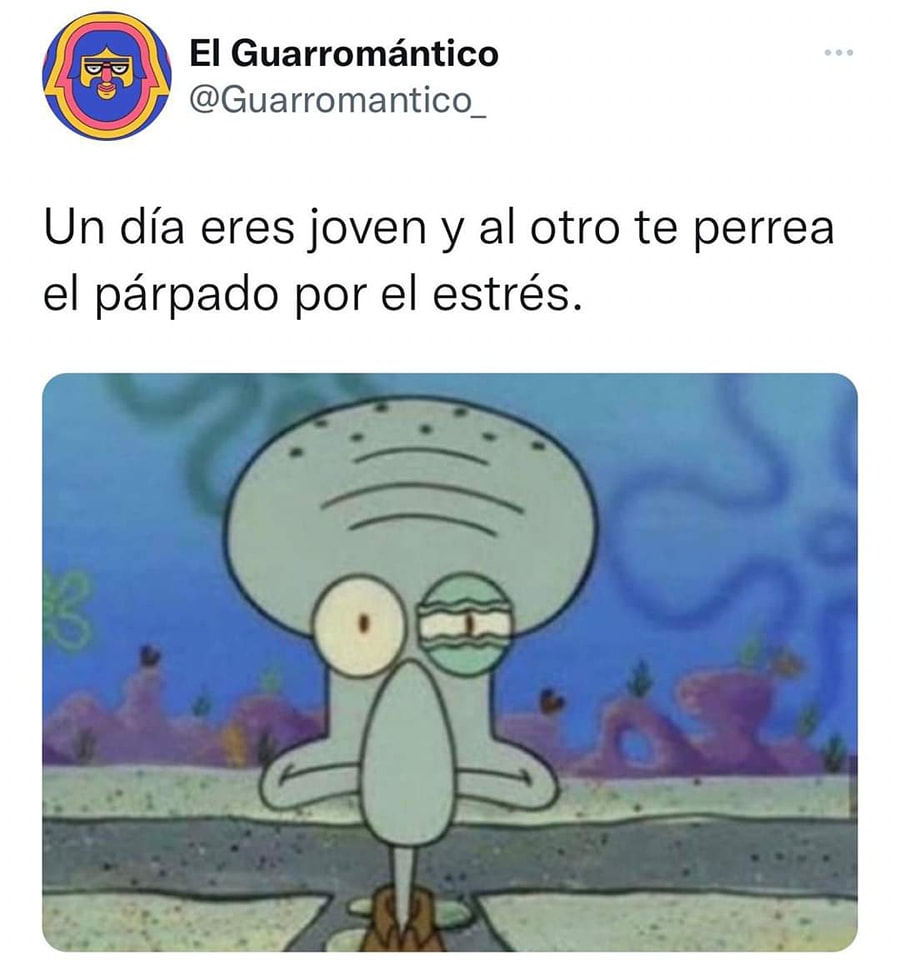 El Guarromántico
@Guarromantico_
Un día eres joven y al otro te perrea
el párpado por el estrés.